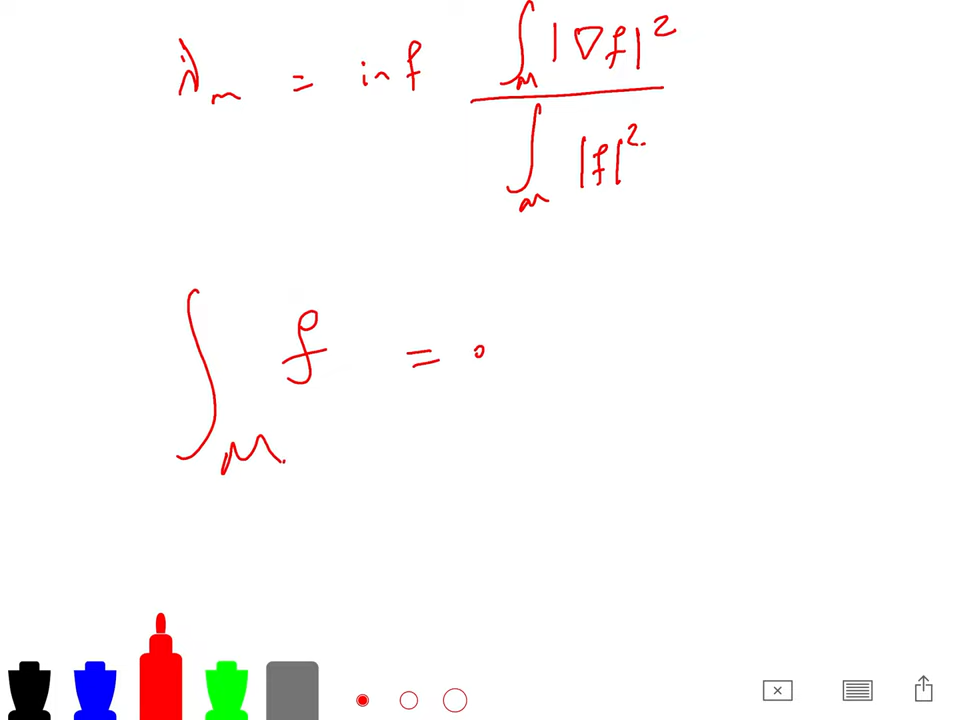 λ_m = inf ∫_M |∇f|² / ∫_M |f|²
∫_M f = 0